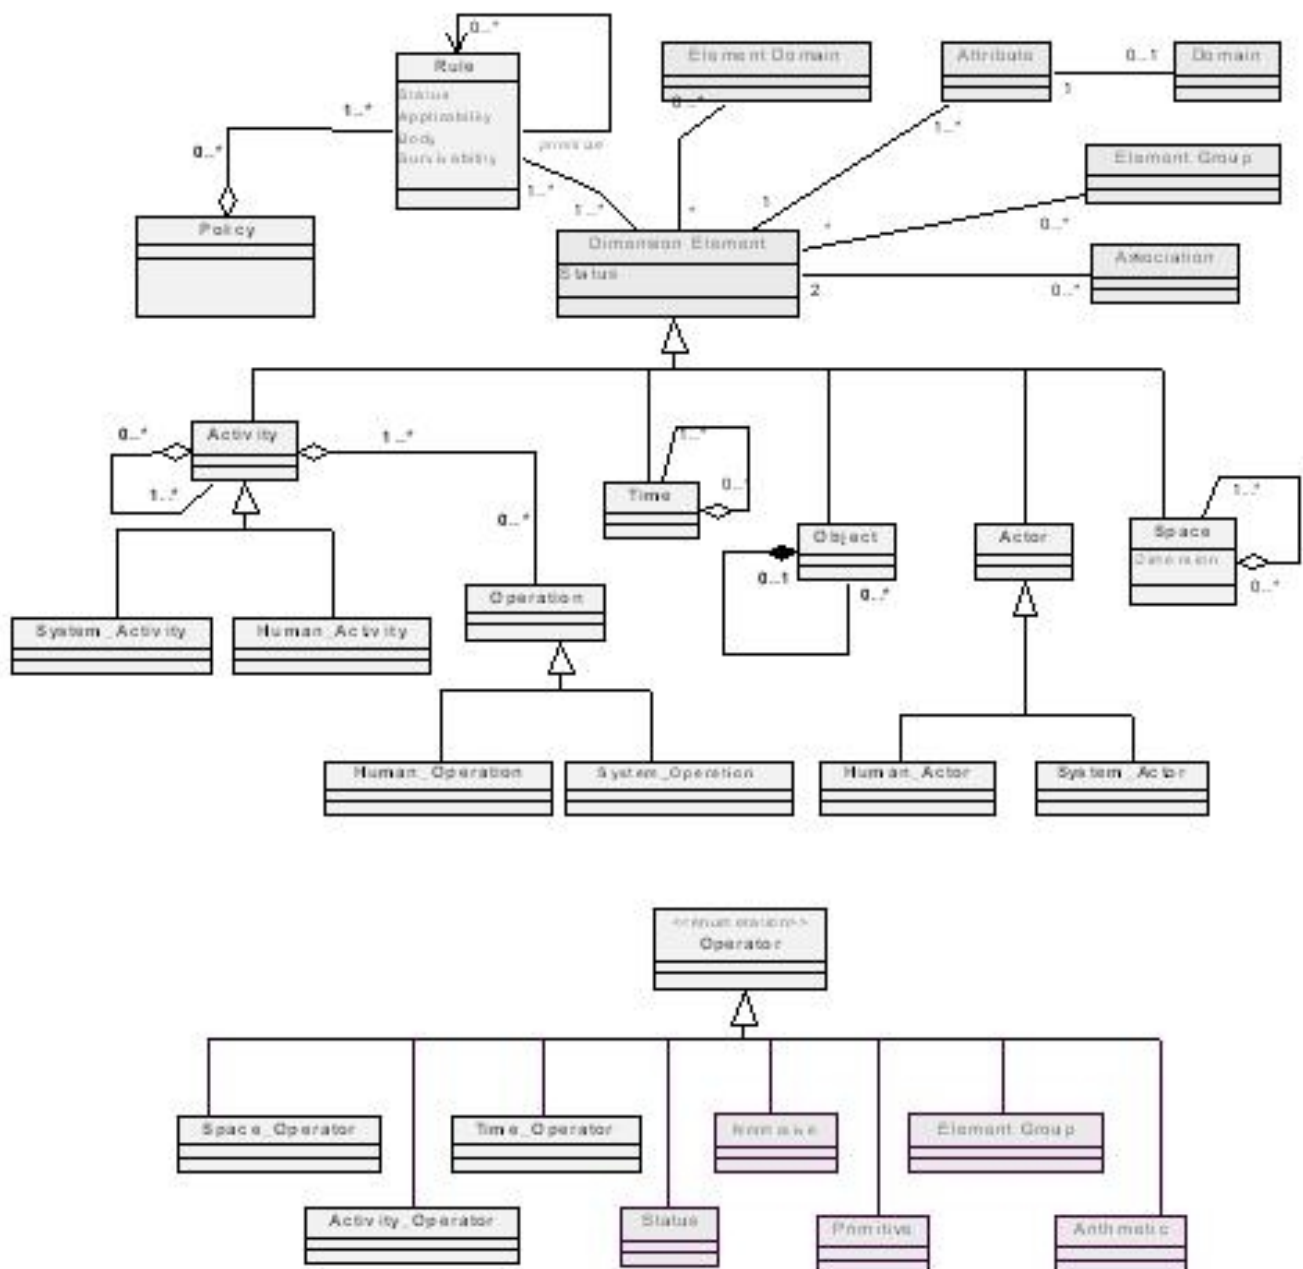 0..*
Rule
Status
Applicability
Body
Survivability
1..*
0..*
Policy
1..*
1..*
Element Domain
0..*
*
Attribute
1
0..1
Domain
1..*
1
Element Group
*
0..*
Dimension Element
Status
Association
2
0..*
Activity
0..*
1..*
1..*
0..*
Time
1..*
0..*
Object
0..1
0..*
Actor
Space
Dimension
1..*
0..*
System_Activity
Human_Activity
Operation
Human_Operation
System_Operation
Human_Actor
System_Actor
<<enumeration>>
Operator
Space_Operator
Time_Operator
Element Group
Activity_Operator
Status
Primitive
Arithmetic